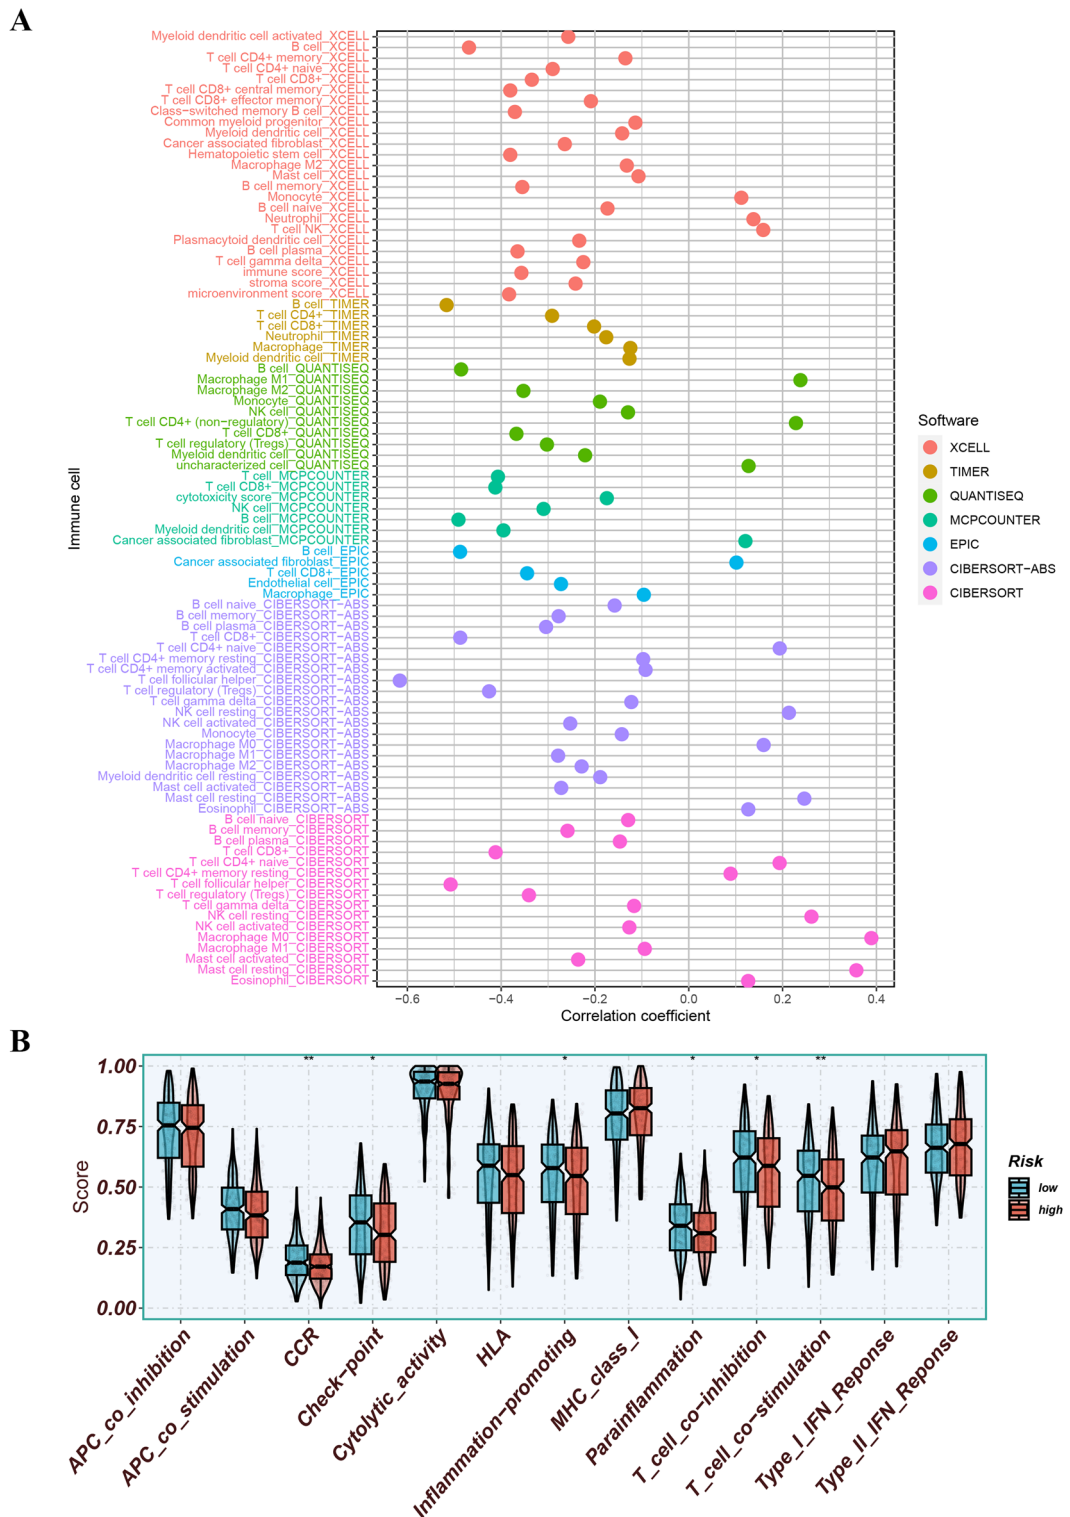 A
Myeloid dendritic cell activated_XCELL
B cell_XCELL
T cell CD4+ memory_XCELL
T cell CD4+ naive_XCELL
T cell CD8+_XCELL
T cell CD8+ central memory_XCELL
T cell CD8+ effector memory_XCELL
Class−switched memory B cell_XCELL
Common myeloid progenitor_XCELL
Myeloid dendritic cell_XCELL
Cancer associated fibroblast_XCELL
Hematopoietic stem cell_XCELL
Macrophage M2_XCELL
Mast cell_XCELL
B cell memory_XCELL
Monocyte_XCELL
B cell naive_XCELL
Neutrophil_XCELL
T cell NK_XCELL
Plasmacytoid dendritic cell_XCELL
B cell plasma_XCELL
T cell gamma delta_XCELL
immune score_XCELL
stroma score_XCELL
microenvironment score_XCELL
B cell_TIMER
T cell CD4+_TIMER
T cell CD8+_TIMER
Neutrophil_TIMER
Macrophage_TIMER
Myeloid dendritic cell_TIMER
B cell_QUANTISEQ
Macrophage M1_QUANTISEQ
Macrophage M2_QUANTISEQ
Monocyte_QUANTISEQ
NK cell_QUANTISEQ
T cell CD4+ (non−regulatory)_QUANTISEQ
T cell CD8+_QUANTISEQ
T cell regulatory (Tregs)_QUANTISEQ
Myeloid dendritic cell_QUANTISEQ
uncharacterized cell_QUANTISEQ
T cell_MCPCOUNTER
T cell CD8+_MCPCOUNTER
cytotoxicity score_MCPCOUNTER
NK cell_MCPCOUNTER
B cell_MCPCOUNTER
Myeloid dendritic cell_MCPCOUNTER
Cancer associated fibroblast_MCPCOUNTER
B cell_EPIC
Cancer associated fibroblast_EPIC
T cell CD8+_EPIC
Endothelial cell_EPIC
Macrophage_EPIC
B cell naive_CIBERSORT−ABS
B cell memory_CIBERSORT−ABS
B cell plasma_CIBERSORT−ABS
T cell CD8+_CIBERSORT−ABS
T cell CD4+ naive_CIBERSORT−ABS
T cell CD4+ memory resting_CIBERSORT−ABS
T cell CD4+ memory activated_CIBERSORT−ABS
T cell follicular helper_CIBERSORT−ABS
T cell regulatory (Tregs)_CIBERSORT−ABS
T cell gamma delta_CIBERSORT−ABS
NK cell resting_CIBERSORT−ABS
NK cell activated_CIBERSORT−ABS
Monocyte_CIBERSORT−ABS
Macrophage M0_CIBERSORT−ABS
Macrophage M1_CIBERSORT−ABS
Macrophage M2_CIBERSORT−ABS
Myeloid dendritic cell resting_CIBERSORT−ABS
Mast cell activated_CIBERSORT−ABS
Mast cell resting_CIBERSORT−ABS
Eosinophil_CIBERSORT−ABS
B cell naive_CIBERSORT
B cell memory_CIBERSORT
B cell plasma_CIBERSORT
T cell CD8+_CIBERSORT
T cell CD4+ naive_CIBERSORT
T cell CD4+ memory resting_CIBERSORT
T cell follicular helper_CIBERSORT
T cell regulatory (Tregs)_CIBERSORT
T cell gamma delta_CIBERSORT
NK cell resting_CIBERSORT
NK cell activated_CIBERSORT
Macrophage M0_CIBERSORT
Macrophage M1_CIBERSORT
Mast cell activated_CIBERSORT
Mast cell resting_CIBERSORT
Eosinophil_CIBERSORT
Immune cell
−0.6 −0.4 −0.2 0.0 0.2 0.4
Correlation coefficient
Software
XCELL
TIMER
QUANTISEQ
MCPCOUNTER
EPIC
CIBERSORT−ABS
CIBERSORT
B
** * * * * **
1.00
0.75
0.50
0.25
0.00
Score
APC_co_inhibition
APC_co_stimulation
CCR
Check−point
Cytolytic_activity
HLA
Inflammation−promoting
MHC_class_I
Parainflammation
T_cell_co−inhibition
T_cell_co−stimulation
Type_I_IFN_Reponse
Type_II_IFN_Reponse
Risk
low
high